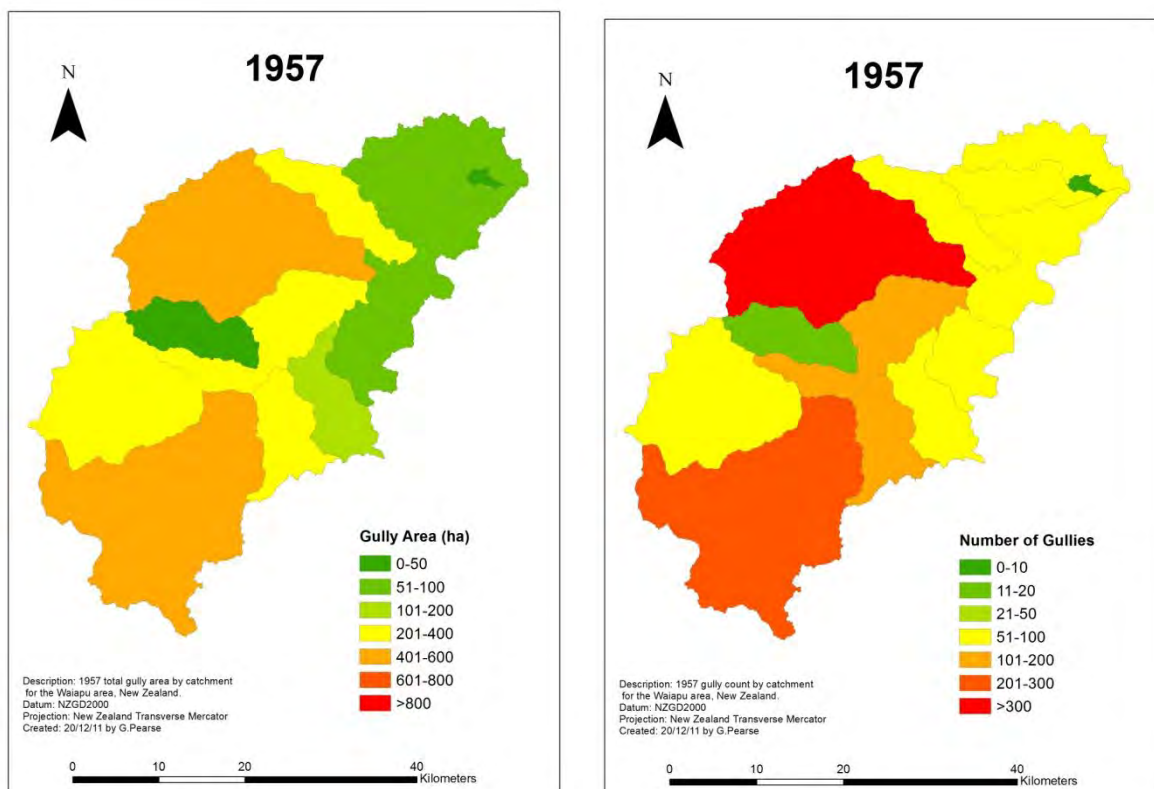 1957
N
Gully Area (ha)
0-50
51-100
101-200
201-400
401-600
601-800
>800
Description: 1957 total gully area by catchment
for the Waiapu area, New Zealand.
Datum: NZGD2000
Projection: New Zealand Transverse Mercator
Created: 20/12/11 by G.Pearse
0 10 20 40
Kilometers
1957
N
Number of Gullies
0-10
11-20
21-50
51-100
101-200
201-300
>300
Description: 1957 gully count by catchment
for the Waiapu area, New Zealand.
Datum: NZGD2000
Projection: New Zealand Transverse Mercator
Created: 20/12/11 by G.Pearse
0 10 20 40
Kilometers